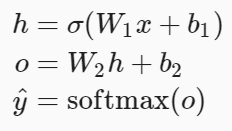 h = σ(W₁x + b₁)
o = W₂h + b₂
ŷ = softmax(o)